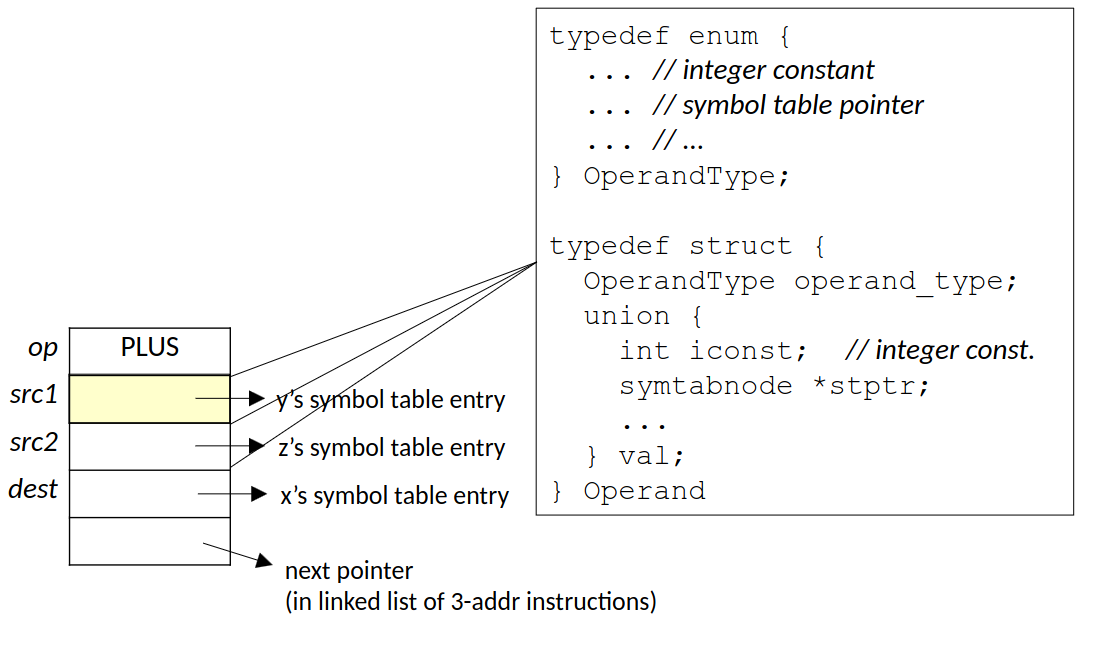 typedef enum {
... // integer constant
... // symbol table pointer
... // ...
} OperandType;
typedef struct {
OperandType operand_type;
union {
int iconst; // integer const.
symtabnode *stptr;
...
} val;
} Operand
op PLUS
src1 y's symbol table entry
src2 z's symbol table entry
dest x's symbol table entry
next pointer
(in linked list of 3-addr instructions)